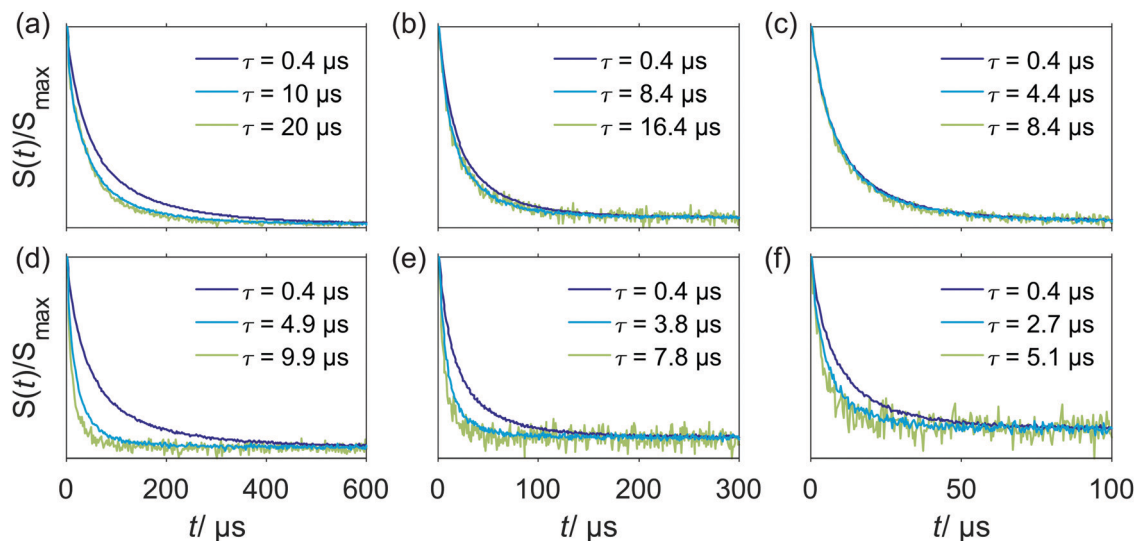 (a)
τ = 0.4 µs
τ = 10 µs
τ = 20 µs
S(t)/Smax
(b)
τ = 0.4 µs
τ = 8.4 µs
τ = 16.4 µs
(c)
τ = 0.4 µs
τ = 4.4 µs
τ = 8.4 µs
(d)
τ = 0.4 µs
τ = 4.9 µs
τ = 9.9 µs
S(t)/Smax
0 200 400 600
t/ µs
(e)
τ = 0.4 µs
τ = 3.8 µs
τ = 7.8 µs
0 100 200 300
t/ µs
(f)
τ = 0.4 µs
τ = 2.7 µs
τ = 5.1 µs
0 50 100
t/ µs